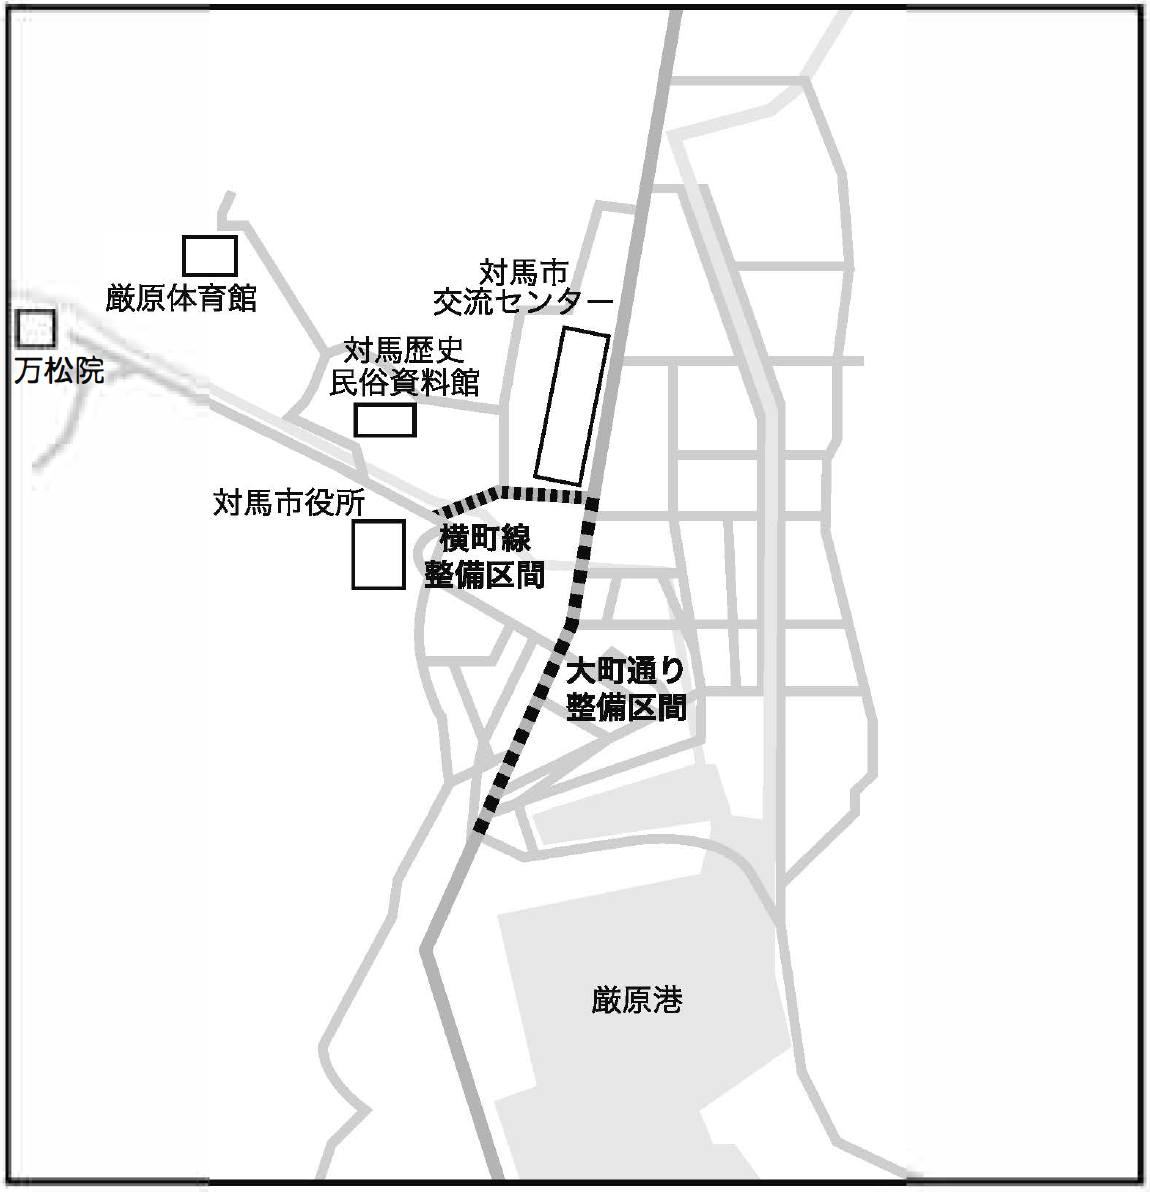 対馬市
交流センター
厳原体育館
対馬歴史
民俗資料館
万松院
対馬市役所
横町線
整備区間
大町通り
整備区間
厳原港